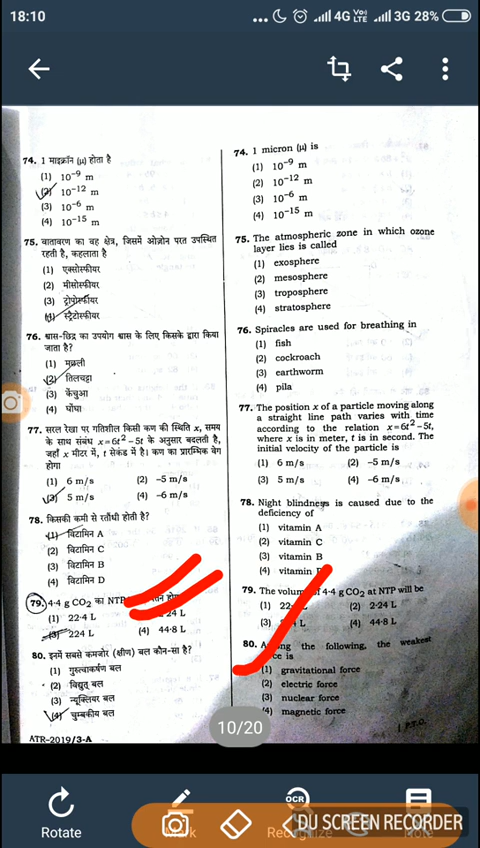 18:10
... 4G Vo) LTE 3G 28%
74. 1 माइक्रॉन (μ) होता है
(1) 10⁻⁹ m
(2) 10⁻¹² m
(3) 10⁻⁶ m
(4) 10⁻¹⁵ m
75. वातावरण का वह क्षेत्र, जिसमें ओज़ोन परत उपस्थित
रहती है, कहलाता है
(1) एक्सोस्फीयर
(2) मीसोस्फीयर
(3) ट्रोपोस्फीयर
(4) स्ट्रैटोस्फीयर
76. श्वास-छिद्र का उपयोग श्वास के लिए किसके द्वारा किया
जाता है?
(1) मछली
(2) तिलचट्टा
(3) केंचुआ
(4) घोंघा
77. सरल रेखा पर गतिशील किसी कण की स्थिति x, समय
के साथ संबंध x=6t²−5t के अनुसार बदलती है,
जहाँ x मीटर में, t सेकंड में है। कण का प्रारम्भिक वेग
होगा
(1) 6 m/s (2) −5 m/s
(3) 5 m/s (4) −6 m/s
78. किसकी कमी से रतौंधी होती है?
(1) विटामिन A
(2) विटामिन C
(3) विटामिन B
(4) विटामिन D
79. 4·4 g CO₂ का NTP
(1) 22·4 L 24 L
(3) 224 L (4) 44·8 L
80. इनमें सबसे कमजोर (क्षीण) बल कौन-सा है?
(1) गुरुत्वाकर्षण बल
(2) विद्युत् बल
(3) न्यूक्लियर बल
(4) चुम्बकीय बल
ATR-2019/3-A
74. 1 micron (μ) is
(1) 10⁻⁹ m
(2) 10⁻¹² m
(3) 10⁻⁶ m
(4) 10⁻¹⁵ m
75. The atmospheric zone in which ozone
layer lies is called
(1) exosphere
(2) mesosphere
(3) troposphere
(4) stratosphere
76. Spiracles are used for breathing in
(1) fish
(2) cockroach
(3) earthworm
(4) pila
77. The position x of a particle moving along
a straight line path varies with time
according to the relation x=6t²−5t,
where x is in meter, t is in second. The
initial velocity of the particle is
(1) 6 m/s (2) −5 m/s
(3) 5 m/s (4) −6 m/s
78. Night blindness is caused due to the
deficiency of
(1) vitamin A
(2) vitamin C
(3) vitamin B
(4) vitamin
79. The volume of 4·4 g CO₂ at NTP will be
(1) 22 (2) 2·24 L
(3) L (4) 44·8 L
80. the following, the weakest
is
(1) gravitational force
(2) electric force
(3) nuclear force
(4) magnetic force
P.T.O.
10/20
Rotate
Mark
OCR
Recognize
DU SCREEN RECORDER